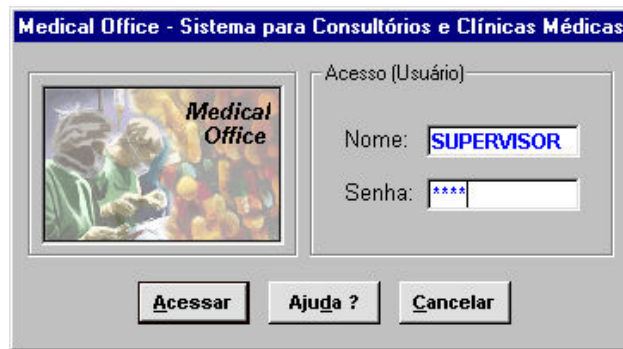 Medical Office - Sistema para Consultórios e Clínicas Médicas
Medical
Office
Acesso (Usuário)
Nome: SUPERVISOR
Senha: ****
Acessar
Ajuda ?
Cancelar